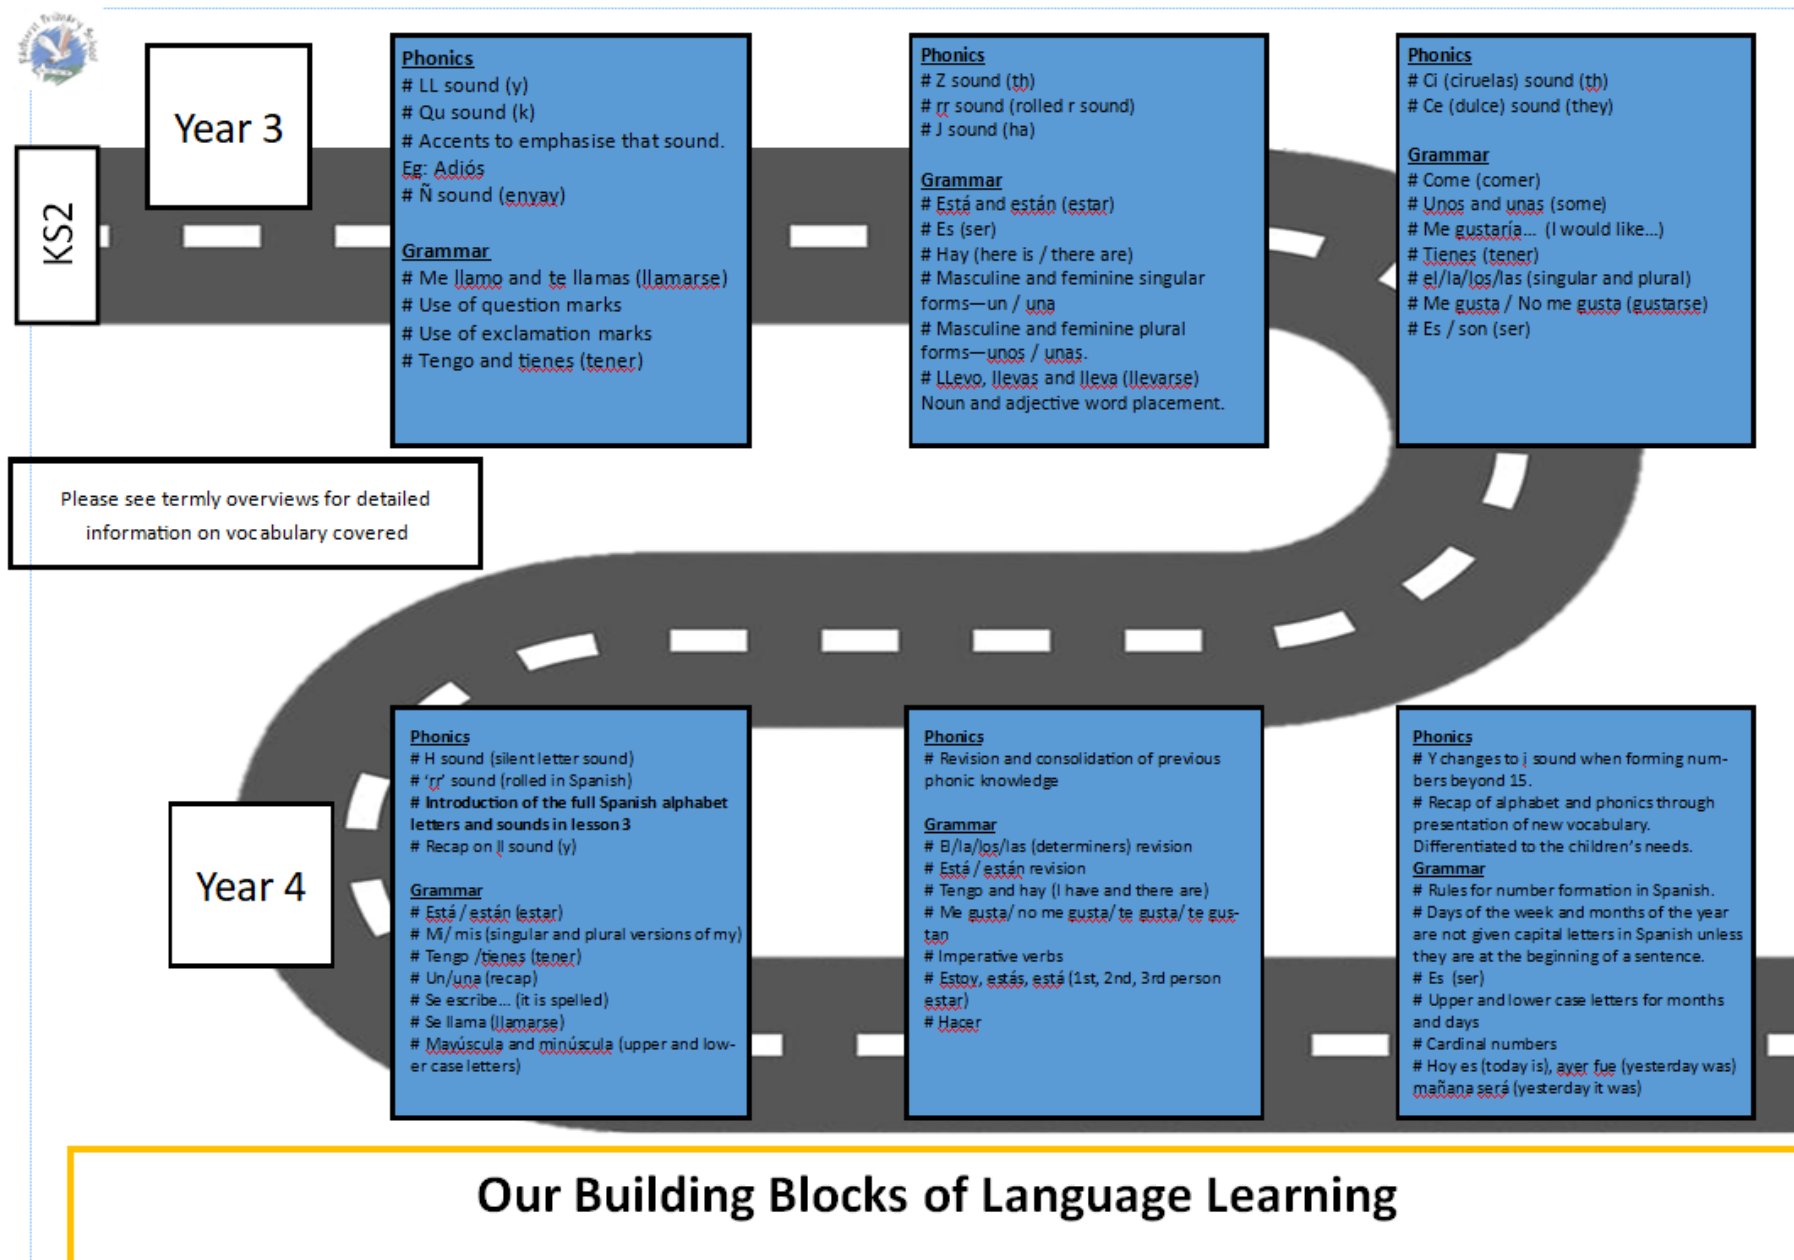 Primary School
Year 3
KS2
Phonics
# LL sound (y)
# Qu sound (k)
# Accents to emphasise that sound.
Eg: Adiós
# Ñ sound (enyay)
Grammar
# Me llamo and te llamas (llamarse)
# Use of question marks
# Use of exclamation marks
# Tengo and tienes (tener)
Phonics
# Z sound (th)
# rr sound (rolled r sound)
# J sound (ha)
Grammar
# Está and están (estar)
# Es (ser)
# Hay (here is / there are)
# Masculine and feminine singular
forms—un / una
# Masculine and feminine plural
forms—unos / unas.
# LLevo, llevas and lleva (llevarse)
Noun and adjective word placement.
Phonics
# Ci (ciruelas) sound (th)
# Ce (dulce) sound (they)
Grammar
# Come (comer)
# Unos and unas (some)
# Me gustaría... (I would like...)
# Tienes (tener)
# el/la/los/las (singular and plural)
# Me gusta / No me gusta (gustarse)
# Es / son (ser)
Please see termly overviews for detailed
information on vocabulary covered
Year 4
Phonics
# H sound (silent letter sound)
# ‘rr’ sound (rolled in Spanish)
# Introduction of the full Spanish alphabet
letters and sounds in lesson 3
# Recap on ll sound (y)
Grammar
# Está / están (estar)
# Mi/ mis (singular and plural versions of my)
# Tengo /tienes (tener)
# Un/una (recap)
# Se escribe... (it is spelled)
# Se llama (llamarse)
# Mayúscula and minúscula (upper and low-
er case letters)
Phonics
# Revision and consolidation of previous
phonic knowledge
Grammar
# El/la/los/las (determiners) revision
# Está / están revision
# Tengo and hay (I have and there are)
# Me gusta/ no me gusta/ te gusta/ te gus-
tan
# Imperative verbs
# Estoy, estás, está (1st, 2nd, 3rd person
estar)
# Hacer
Phonics
# Y changes to i sound when forming num-
bers beyond 15.
# Recap of alphabet and phonics through
presentation of new vocabulary.
Differentiated to the children’s needs.
Grammar
# Rules for number formation in Spanish.
# Days of the week and months of the year
are not given capital letters in Spanish unless
they are at the beginning of a sentence.
# Es (ser)
# Upper and lower case letters for months
and days
# Cardinal numbers
# Hoy es (today is), ayer fue (yesterday was)
mañana será (yesterday it was)
Our Building Blocks of Language Learning